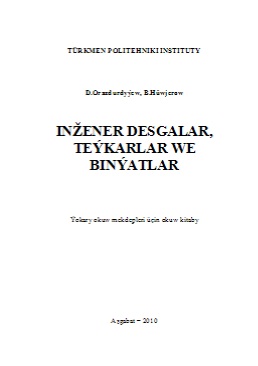 TÜRKMEN POLITEHNIKI INSTITUTY
D.Orazdurdyýew, B.Hüwjerow
INŽENER DESGALAR,
TEÝKARLAR WE
BINÝATLAR
Ýokary okuw mekdepleri üçin okuw kitaby
Aşgabat – 2010